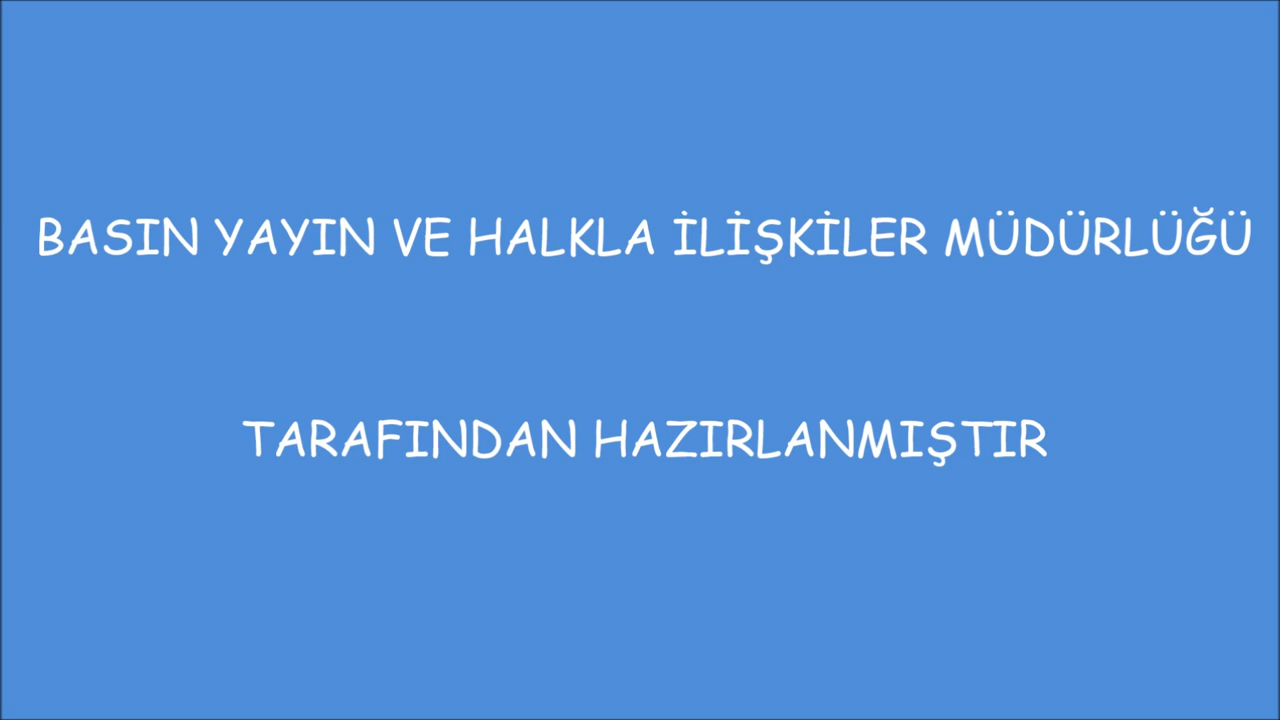 BASIN YAYIN VE HALKLA İLİŞKİLER MÜDÜRLÜĞÜ
TARAFINDAN HAZIRLANMIŞTIR